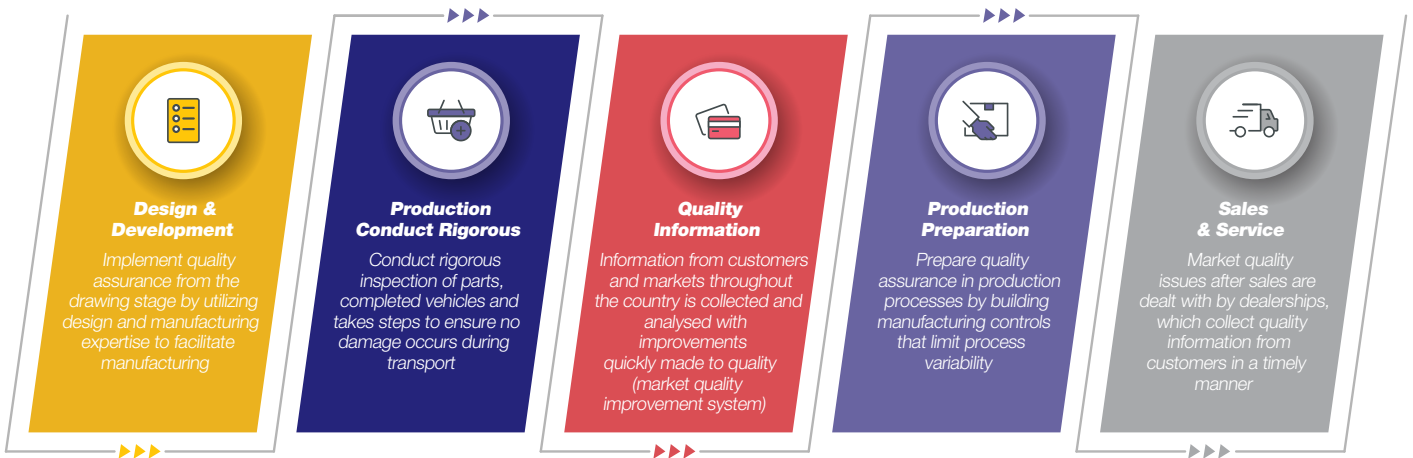 Design &
Development
Implement quality
assurance from the
drawing stage by utilizing
design and manufacturing
expertise to facilitate
manufacturing
Production
Conduct Rigorous
Conduct rigorous
inspection of parts,
completed vehicles and
takes steps to ensure no
damage occurs during
transport
Quality
Information
Information from customers
and markets throughout
the country is collected and
analysed with
improvements
quickly made to quality
(market quality
improvement system)
Production
Preparation
Prepare quality
assurance in production
processes by building
manufacturing controls
that limit process
variability
Sales
& Service
Market quality
issues after sales are
dealt with by dealerships,
which collect quality
information from
customers in a timely
manner